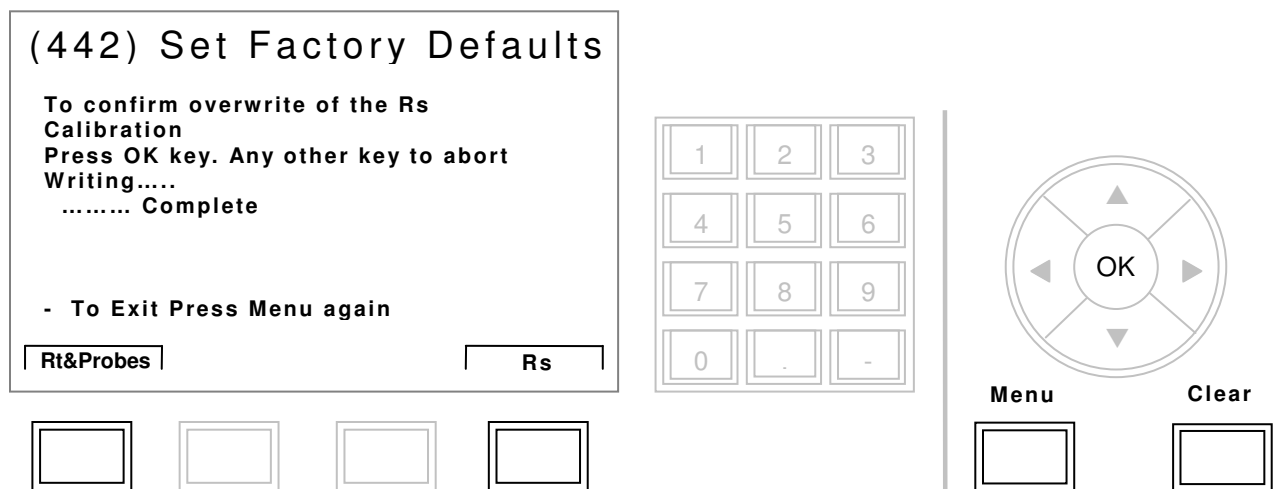 (442) Set Factory Defaults
To confirm overwrite of the Rs
Calibration
Press OK key. Any other key to abort
Writing.....
......... Complete
- To Exit Press Menu again
Rt&Probes
Rs
1 2 3
4 5 6
7 8 9
0 . -
OK
Menu Clear